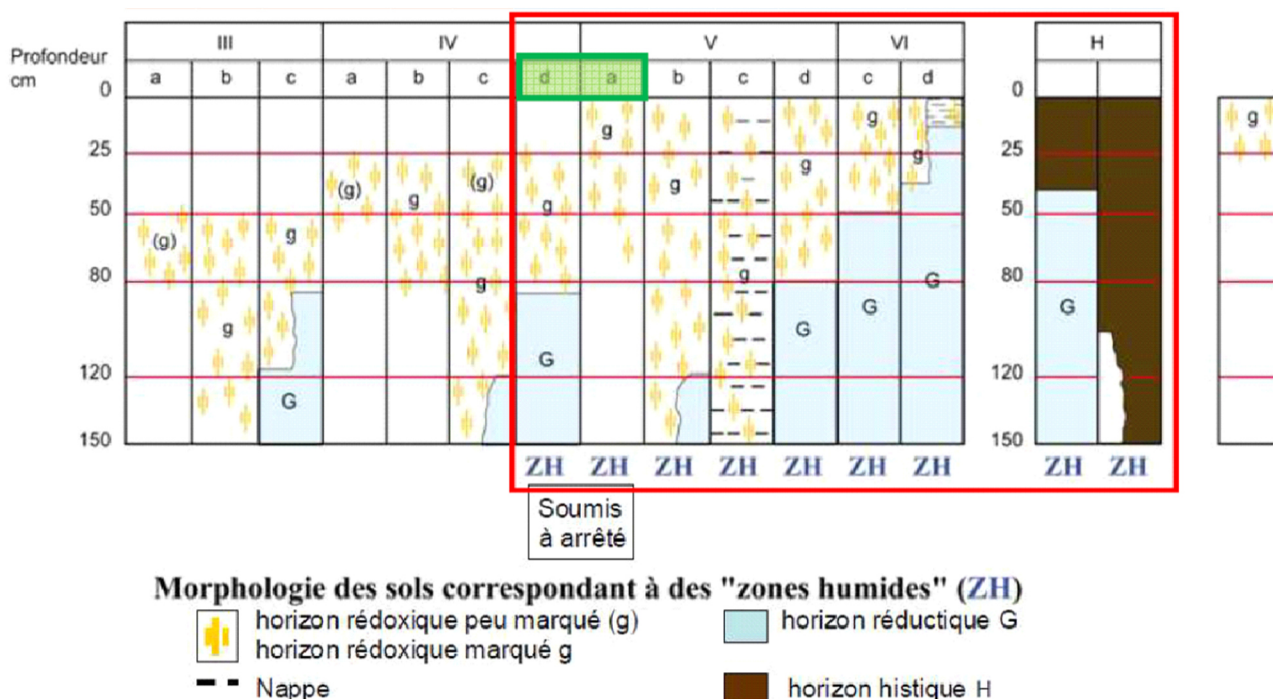 III IV V VI H
Profondeur
cm
a b c a b c d a b c d c d
0 0
g g g g
25 g 25
(g) g (g) g g g
50 g 50
(g) g
80 g g G 80
g G G G
G
120 G 120
150 150
ZH ZH ZH ZH ZH ZH ZH ZH ZH
Soumis
à arrêté
Morphologie des sols correspondant à des "zones humides" (ZH)
horizon rédoxique peu marqué (g) horizon réductique G
horizon rédoxique marqué g
Nappe horizon histique H